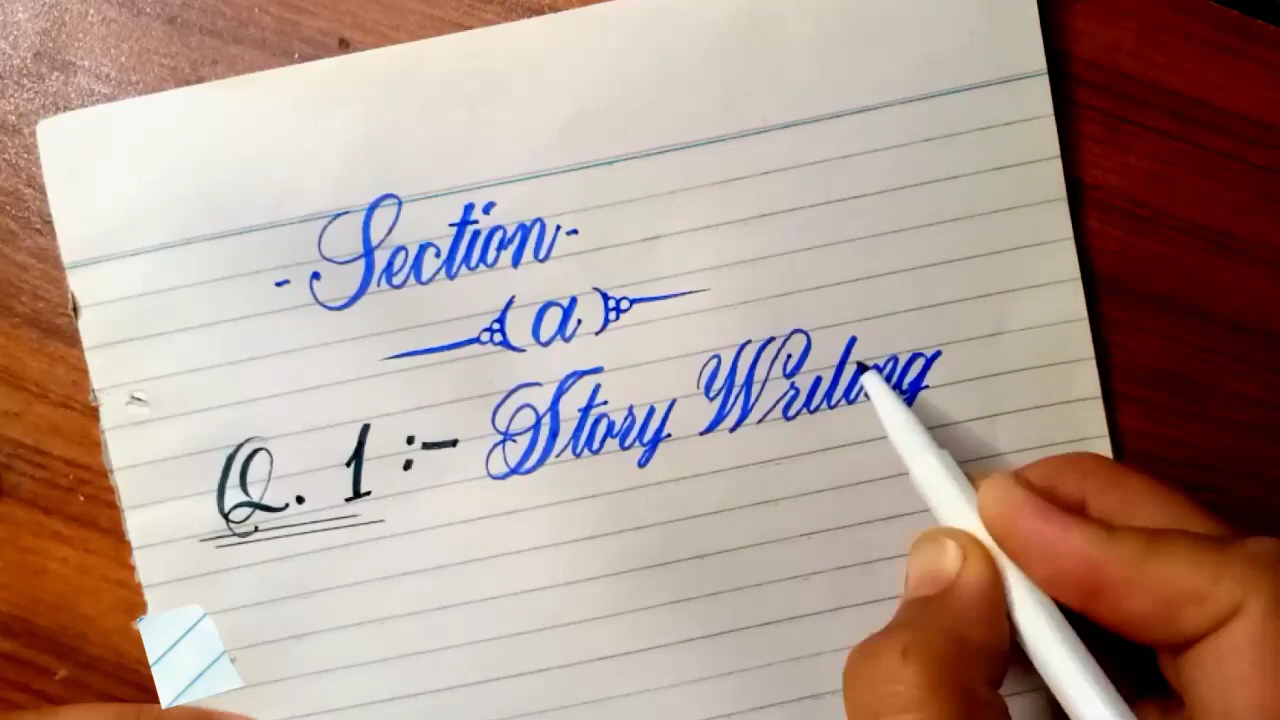 - Section -
( a )
Q. 1 :- Story Writing